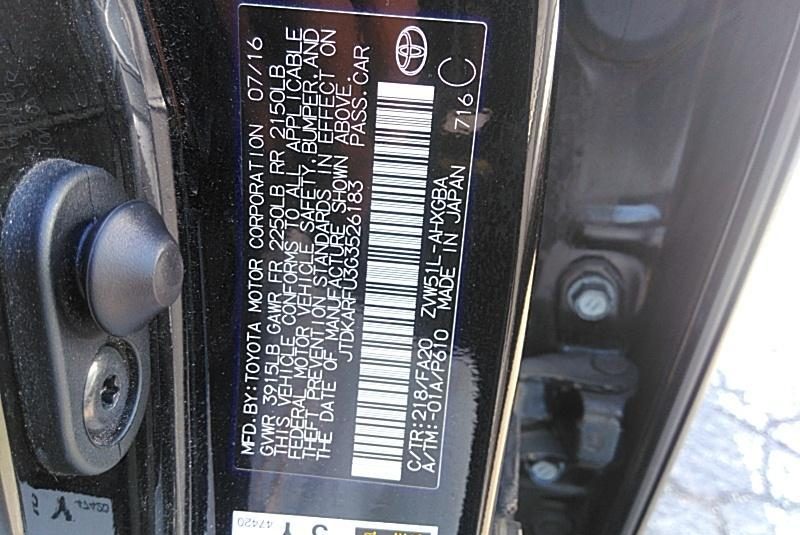 MFD. BY: TOYOTA MOTOR CORPORATION 07/16
GVWR 3915LB GAWR FR 2250LB RR 2150LB
THIS VEHICLE CONFORMS TO ALL APPLICABLE
FEDERAL MOTOR VEHICLE SAFETY, BUMPER, AND
THEFT PREVENTION STANDARDS IN EFFECT ON
THE DATE OF MANUFACTURE SHOWN ABOVE.
JTDKARFU3G3526183 PASS. CAR
C/TR:218/FA20 ZVW51L-AHXGBA
A/TM:-01A/P610 MADE IN JAPAN 716 C
47420